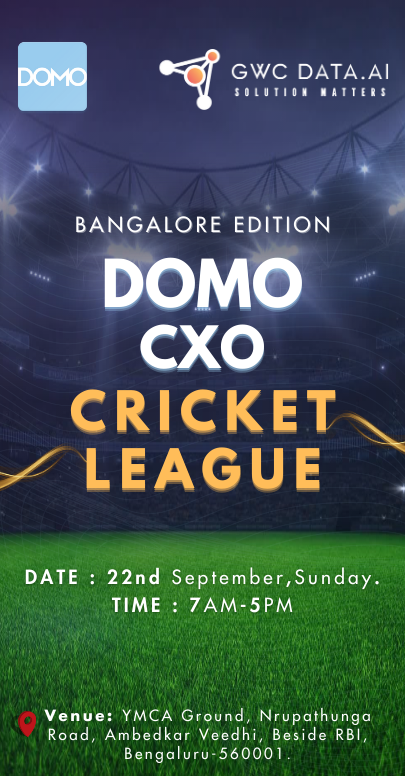 DOMO
GWC DATA.AI
SOLUTION MATTERS
BANGALORE EDITION
DOMO
CXO
CRICKET
LEAGUE
DATE : 22nd September,Sunday.
TIME : 7AM-5PM
Venue: YMCA Ground, Nrupathunga
Road, Ambedkar Veedhi, Beside RBI,
Bengaluru-560001.